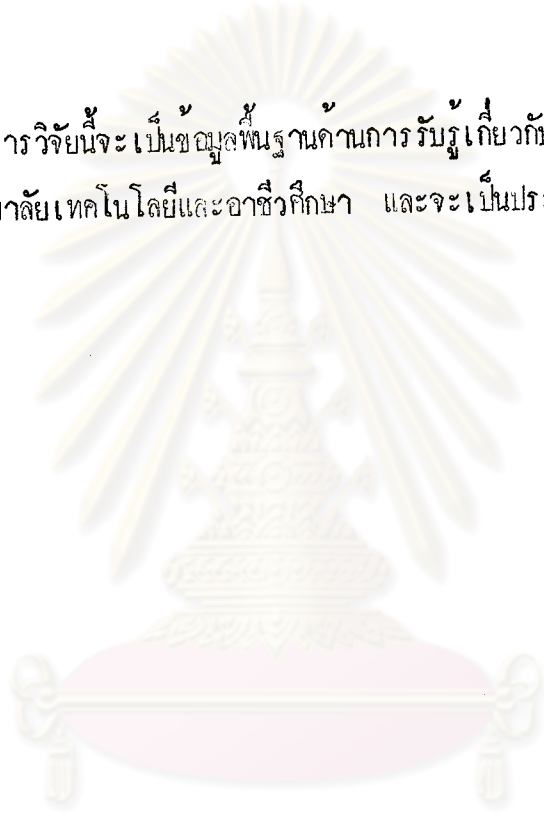 ารวิจัยนี้จะเป็นข้อมูลพื้นฐานด้านการรับรู้เกี่ยวกับ
าลัยเทคโนโลยีและอาชีวศึกษา และจะเป็นประ